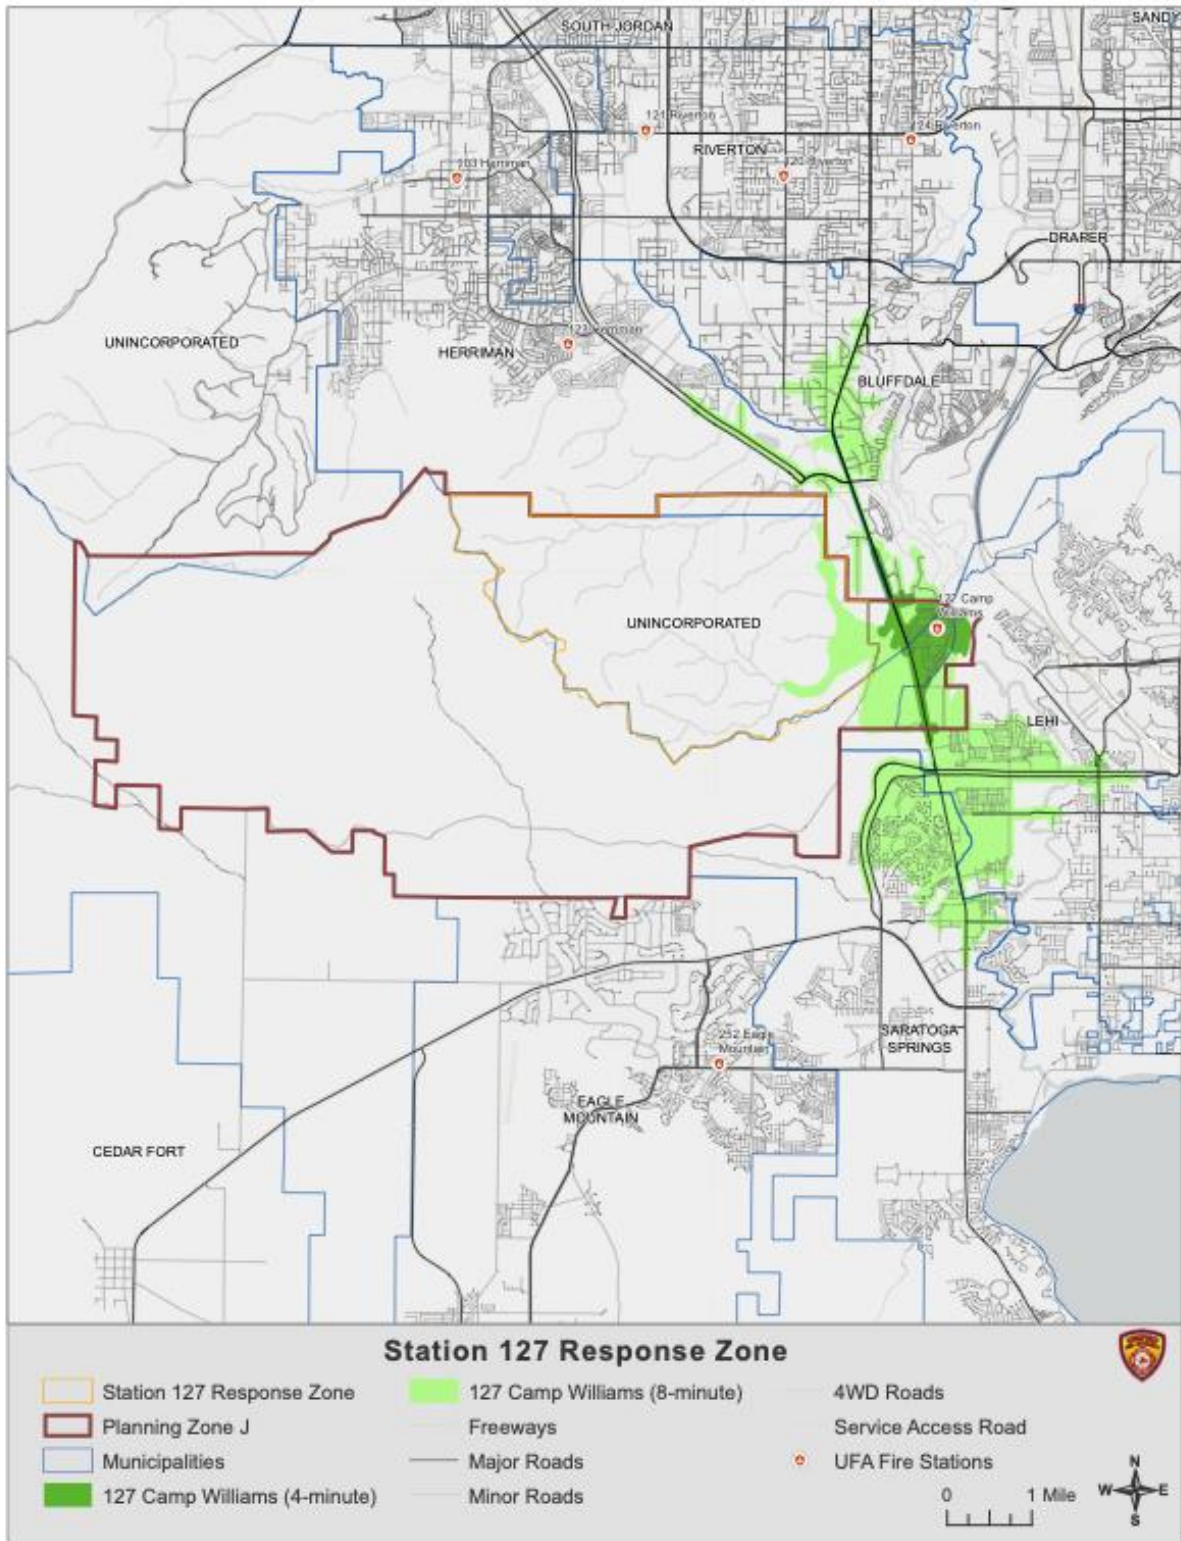 SOUTH JORDAN
SANDY
121 Riverton
124 Riverton
RIVERTON
103 Herriman
120 Riverton
DRAPER
UNINCORPORATED
123 Herriman
HERRIMAN
BLUFFDALE
127 Camp
Williams
UNINCORPORATED
LEHI
SARATOGA
SPRINGS
252 Eagle
Mountain
EAGLE
MOUNTAIN
CEDAR FORT
Station 127 Response Zone
Station 127 Response Zone
127 Camp Williams (8-minute)
4WD Roads
Planning Zone J
Freeways
Service Access Road
Municipalities
Major Roads
UFA Fire Stations
127 Camp Williams (4-minute)
Minor Roads
0 1 Mile
N
W E
S